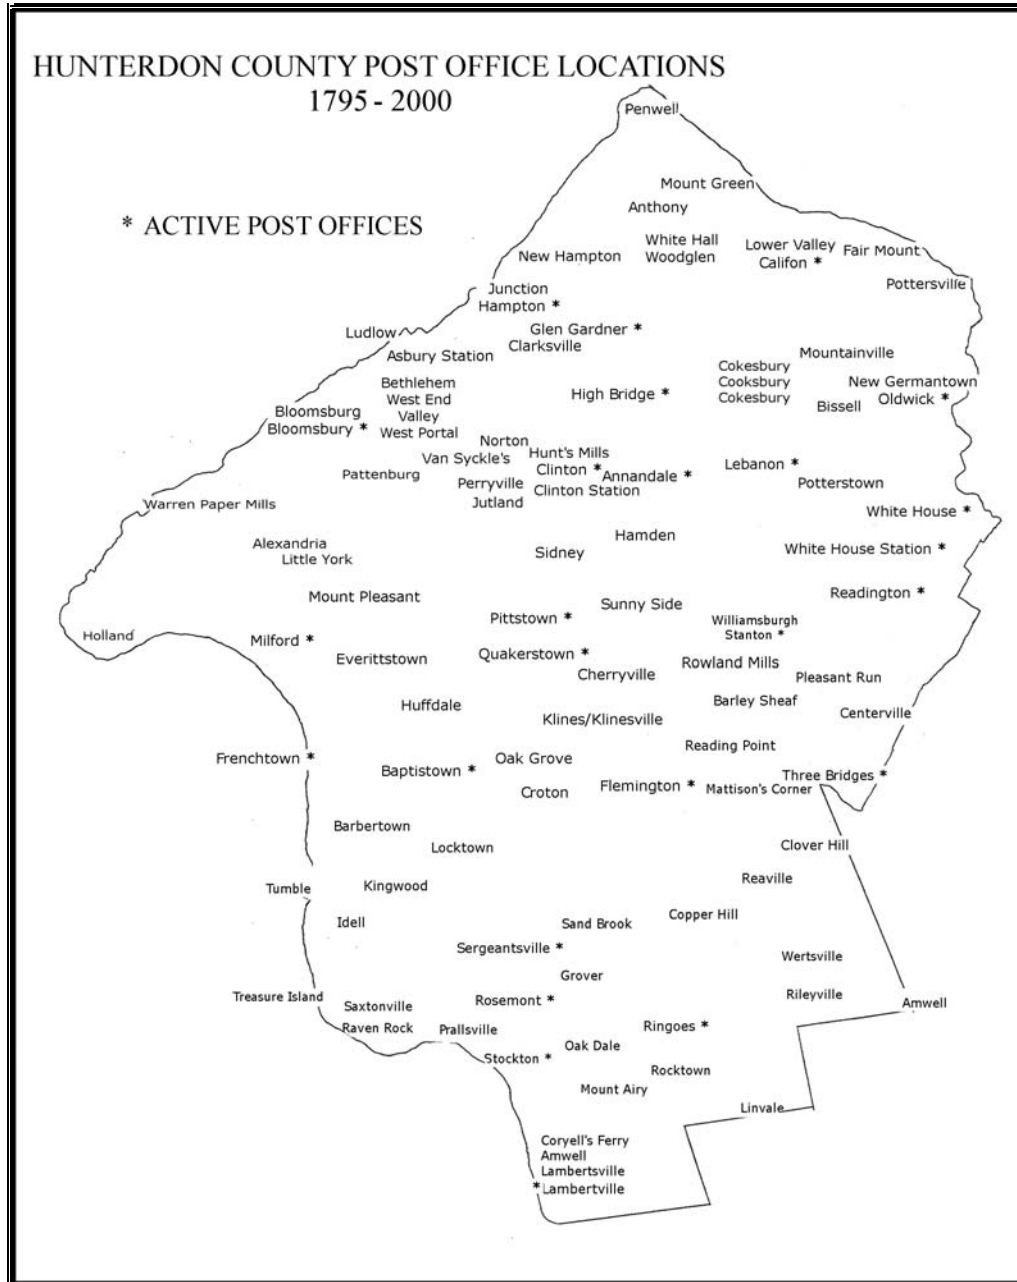 HUNTERDON COUNTY POST OFFICE LOCATIONS
1795 - 2000
Penwell
* ACTIVE POST OFFICES
Mount Green
Anthony
White Hall
Woodglen
Lower Valley
Califon *
Fair Mount
New Hampton
Pottersville
Junction
Hampton *
Glen Gardner *
Clarksville
Ludlow
Asbury Station
Mountainville
Cokesbury
Cooksbury
Cokesbury
New Germantown
Oldwick *
Bissell
High Bridge *
Bethlehem
West End
Valley
West Portal
Bloomsburg
Bloomsbury *
Norton
Van Syckle's
Hunt's Mills
Clinton *
Annandale *
Clinton Station
Lebanon *
Potterstown
Pattenburg
Perryville
Jutland
Warren Paper Mills
White House *
Hamden
Sidney
White House Station *
Alexandria
Little York
Readington *
Mount Pleasant
Sunny Side
Pittstown *
Williamsburgh
Stanton *
Holland
Milford *
Everittstown
Quakerstown *
Cherryville
Rowland Mills
Pleasant Run
Huffdale
Barley Sheaf
Centerville
Klines/Klinesville
Reading Point
Frenchtown *
Baptistown *
Oak Grove
Croton
Flemington *
Mattison's Corner
Three Bridges *
Barbertown
Locktown
Clover Hill
Reaville
Tumble
Kingwood
Idell
Sand Brook
Copper Hill
Sergeantsville *
Wertsville
Grover
Treasure Island
Saxtonville
Rosemont *
Rileyville
Amwell
Raven Rock
Prallsville
Ringoes *
Stockton *
Oak Dale
Rocktown
Mount Airy
Linvale
Coryell's Ferry
Amwell
Lambertsville
* Lambertville